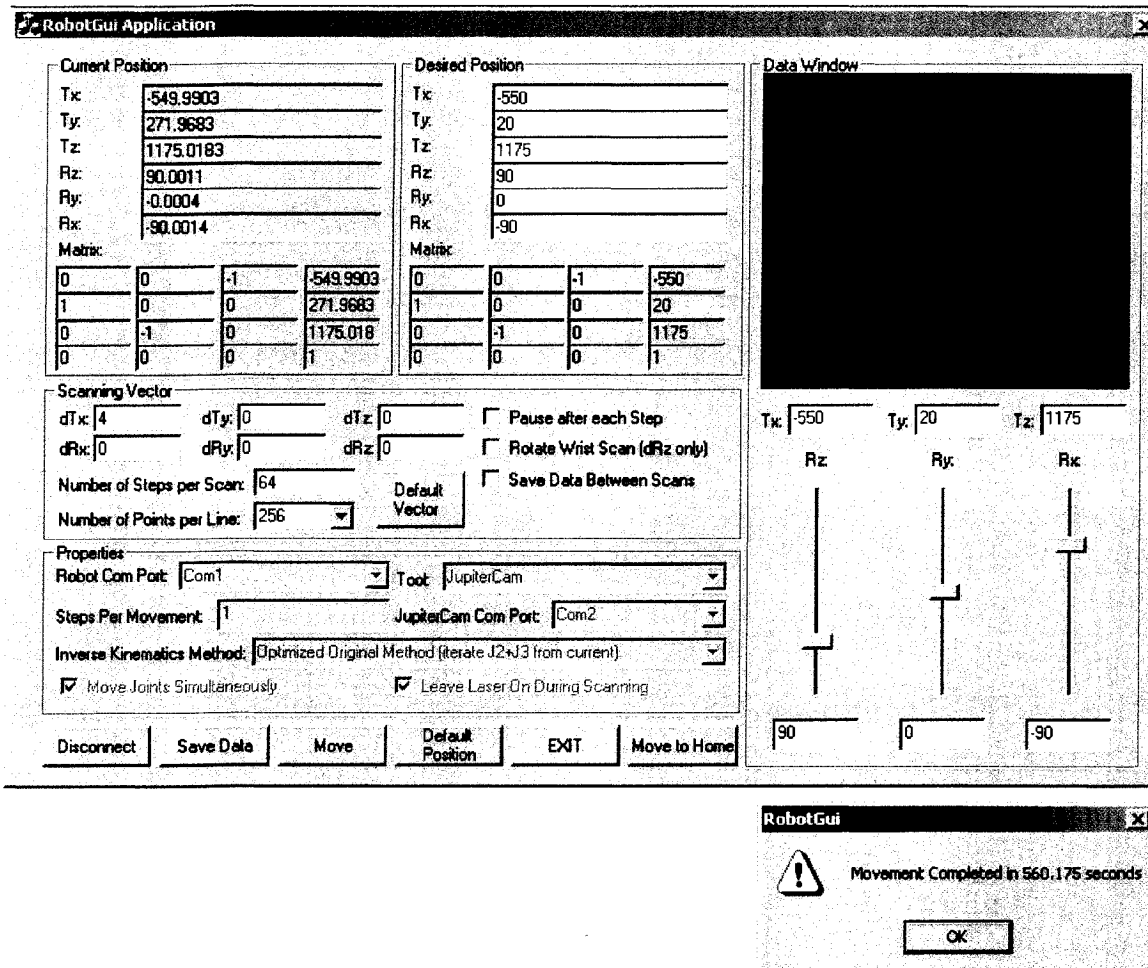 RobotGui Application
Current Position
Tx: -549.9903
Ty: 271.9683
Tz: 1175.0183
Rz: 90.0011
Ry: -0.0004
Rx: -90.0014
Matrix:
0 0 -1 -549.9903
1 0 0 271.9683
0 -1 0 1175.018
0 0 0 1
Desired Position
Tx: -550
Ty: 20
Tz: 1175
Rz: 90
Ry: 0
Rx: -90
Matrix:
0 0 -1 -550
1 0 0 20
0 -1 0 1175
0 0 0 1
Scanning Vector
dTx: 4 dTy: 0 dTz: 0 Pause after each Step
dRx: 0 dRy: 0 dRz: 0 Rotate Wrist Scan (dRz only)
Number of Steps per Scan: 64 Save Data Between Scans
Number of Points per Line: 256
Default
Vector
Properties
Robot Com Port: Com1 Tool: JupiterCam
Steps Per Movement: 1 JupiterCam Com Port: Com2
Inverse Kinematics Method: Optimized Original Method (iterate J2+J3 from current)
Move Joints Simultaneously Leave Laser On During Scanning
Disconnect Save Data Move Default Position EXIT Move to Home
Data Window
Tx: -550 Ty: 20 Tz: 1175
Rz: Ry: Rx:
90 0 -90
RobotGui
Movement Completed in 560.175 seconds
OK